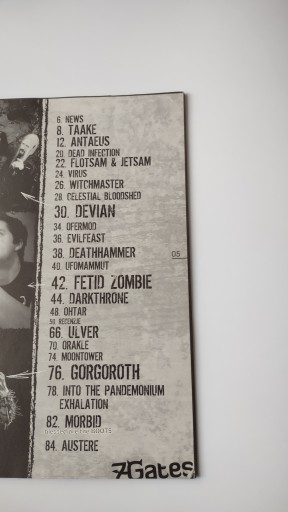 6. NEWS
8. TAAKE
12. ANTAEUS
20. DEAD INFECTION
22. FLOTSAM & JETSAM
24. VIRUS
26. WITCHMASTER
28. CELESTIAL BLOODSHED
30. DEVIAN
34. OFERMOD
36. EVILFEAST
38. DEATHHAMMER
05
40. UFOMAMMUT
42. FETID ZOMBIE
44. DARKTHRONE
48. OHTAR
50. RECENZJE
66. ULVER
70. ORAKLE
74. MOONTOWER
76. GORGOROTH
78. INTO THE PANDEMONIUM
EXHALATION
82. MORBID
84. AUSTERE
7Gates